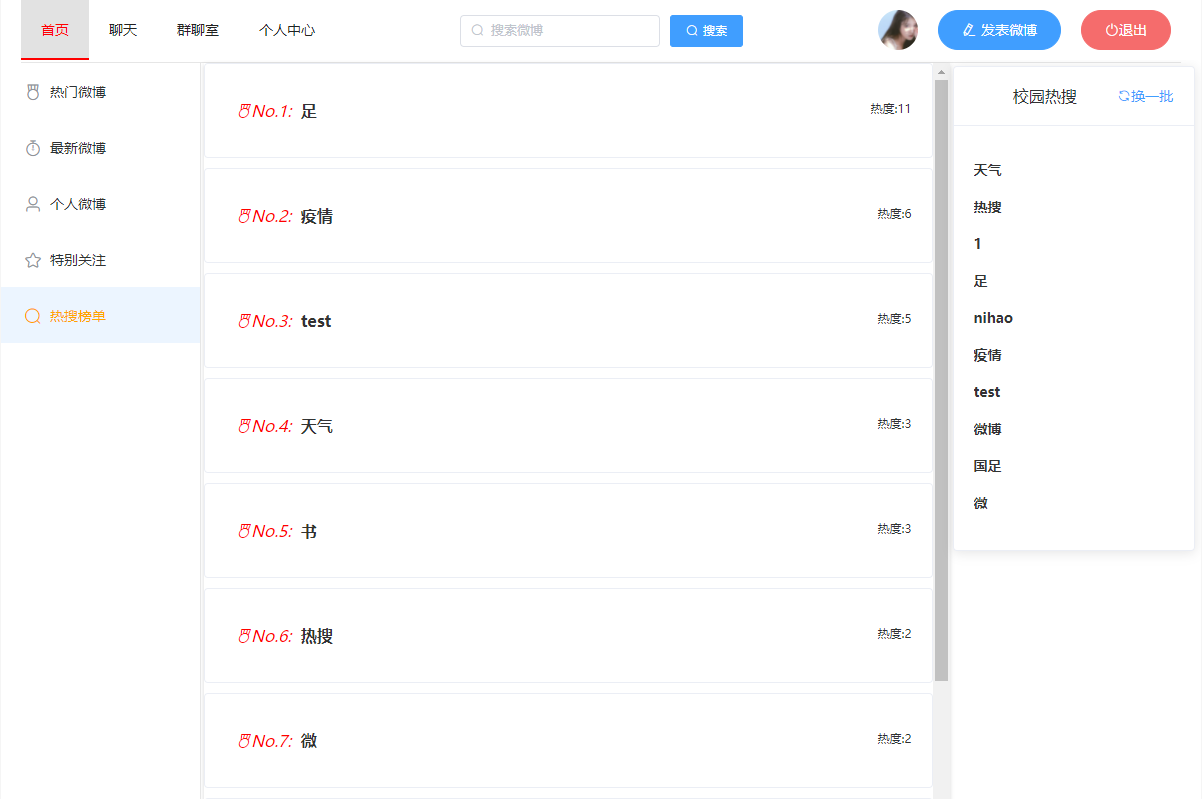 首页 聊天 群聊室 个人中心 搜索微博 搜索 发表微博 退出
热门微博
最新微博
个人微博
特别关注
热搜榜单
No.1: 足 热度:11
No.2: 疫情 热度:6
No.3: test 热度:5
No.4: 天气 热度:3
No.5: 书 热度:3
No.6: 热搜 热度:2
No.7: 微 热度:2
校园热搜 换一批
天气
热搜
1
足
nihao
疫情
test
微博
国足
微